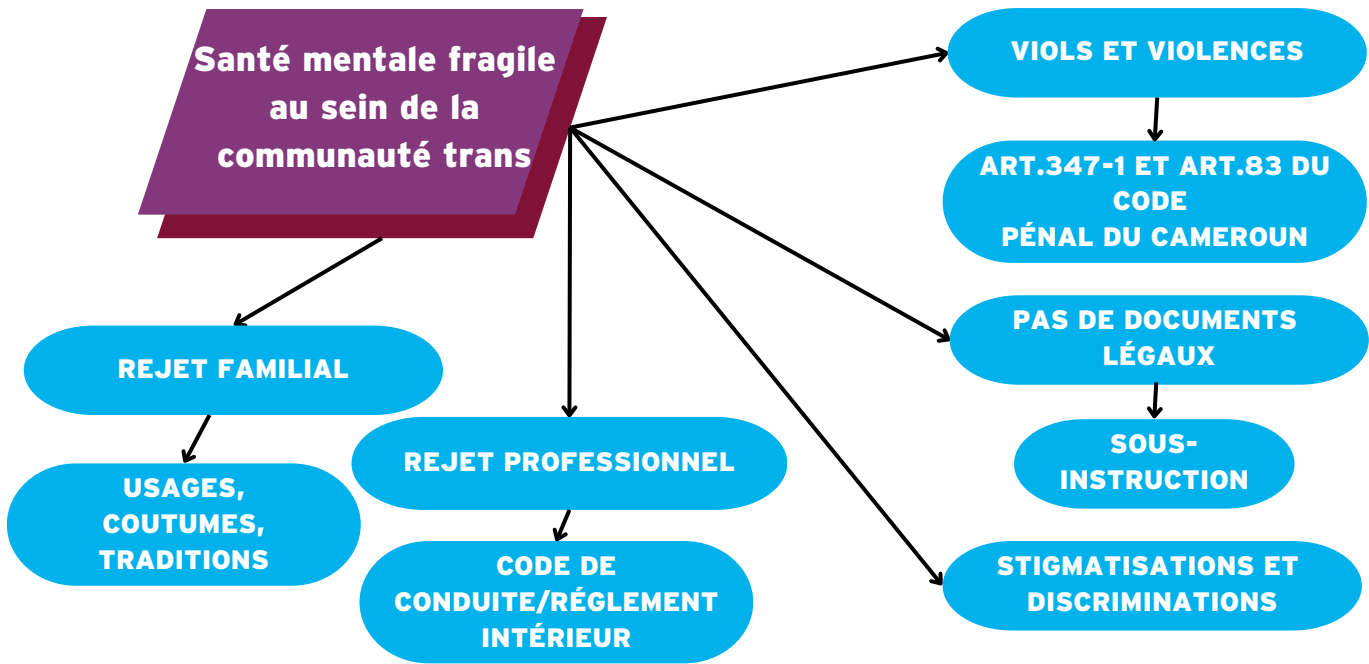 Santé mentale fragile
au sein de la
communauté trans
VIOLS ET VIOLENCES
ART.347-1 ET ART.83 DU
CODE
PÉNAL DU CAMEROUN
REJET FAMILIAL
USAGES,
COUTUMES,
TRADITIONS
REJET PROFESSIONNEL
CODE DE
CONDUITE/RÉGLEMENT
INTÉRIEUR
PAS DE DOCUMENTS
LÉGAUX
SOUS-
INSTRUCTION
STIGMATISATIONS ET
DISCRIMINATIONS